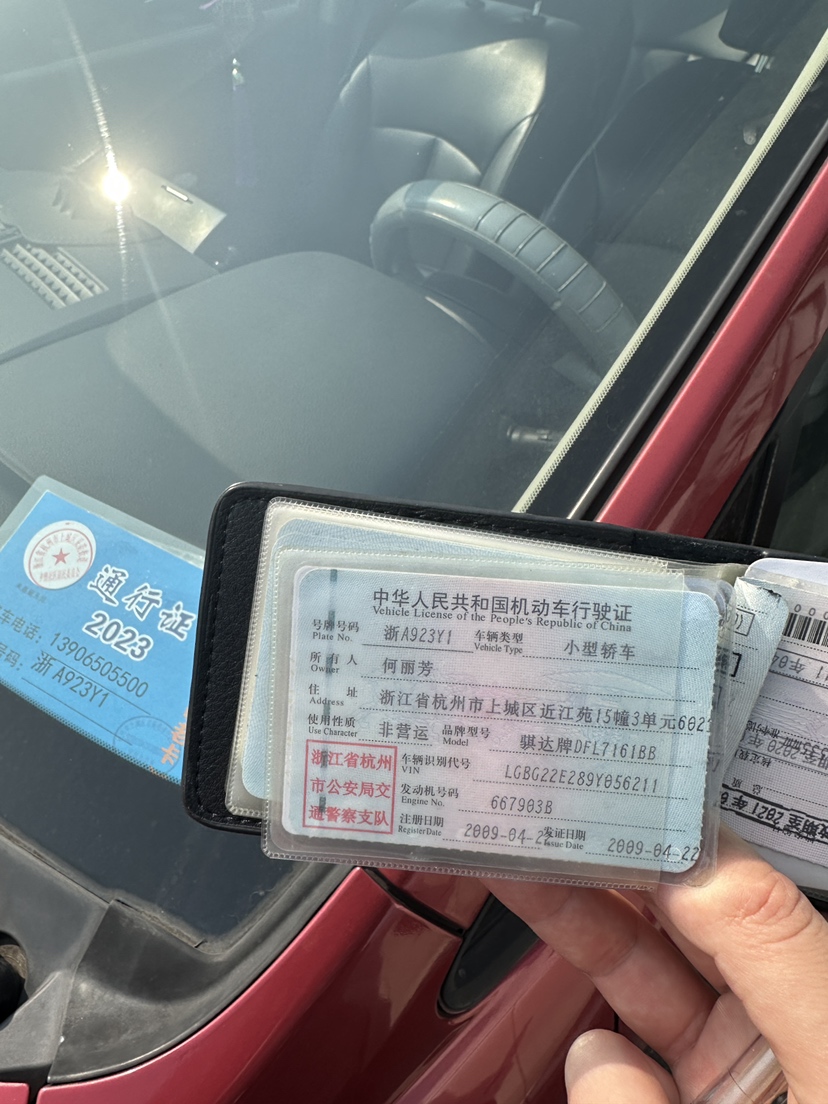 通行证
2023
车电话：13906505500
号码：浙A923Y1
中华人民共和国机动车行驶证
Vehicle License of the People's Republic of China
号牌号码 浙A923Y1 车辆类型 小型轿车
Plate No. Vehicle Type
所有人 何丽芳
Owner
住址 浙江省杭州市上城区近江苑15幢3单元602
Address
使用性质 非营运 品牌型号 骐达牌DFL7161BB
Use Character Model
浙江省杭州
市公安局交
通警察支队
车辆识别代号 LGBG22E289Y056211
VIN
发动机号码 667903B
Engine No.
注册日期 2009-04-2 发证日期 2009-04-22
Register Date Issue Date